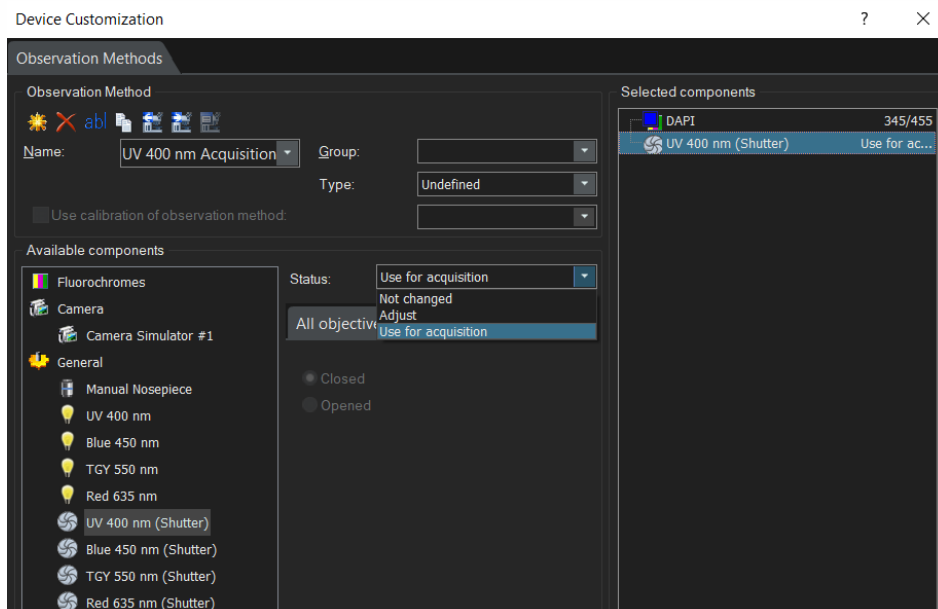 Device Customization
?
Observation Methods
Observation Method
abl
Name:
UV 400 nm Acquisition
Group:
Type:
Undefined
Use calibration of observation method:
Available components
Fluorochromes
Camera
Camera Simulator #1
General
Manual Nosepiece
UV 400 nm
Blue 450 nm
TGY 550 nm
Red 635 nm
UV 400 nm (Shutter)
Blue 450 nm (Shutter)
TGY 550 nm (Shutter)
Red 635 nm (Shutter)
Status:
Use for acquisition
Not changed
Adjust
Use for acquisition
All objective
Closed
Opened
Selected components
DAPI 345/455
UV 400 nm (Shutter) Use for ac...